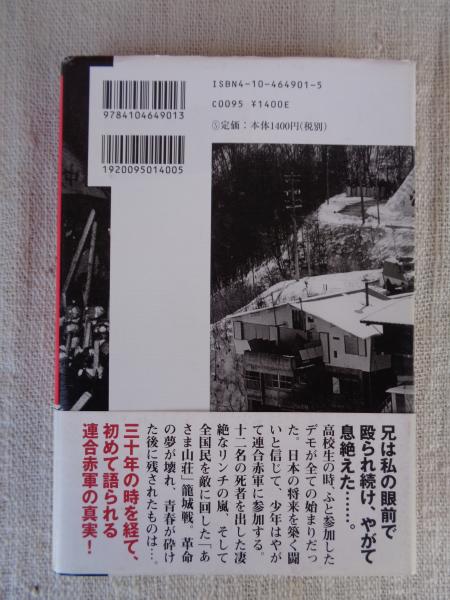 ISBN4-10-464901-5
C0095 ¥1400E
Ⓢ定価：本体1400円(税別)
9784104649013
1920095014005
兄は私の眼前で
殴られ続け、やがて
息絶えた……。
高校生の時、ふと参加した
デモが全ての始まりだっ
た。日本の将来を築く闘
いと信じて、少年はやが
て連合赤軍に参加する。
十二名の死者を出した凄
絶なリンチの嵐、そして
全国民を敵に回した「あ
さま山荘」籠城戦。革命
の夢が壊れ、青春が砕け
た後に残されたものは…。
三十年の時を経て、
初めて語られる
連合赤軍の真実！